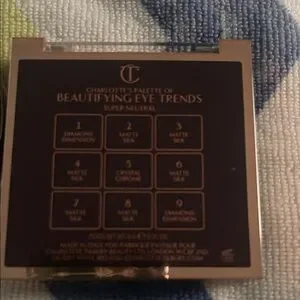 CT
CHARLOTTE'S PALETTE OF
BEAUTIFYING EYE TRENDS
SUPER NEUTRAL
1
DIAMOND
DIMENSION
2
MATTE
SILK
3
MATTE
SILK
4
MATTE
SILK
5
CRYSTAL
CHROME
6
MATTE
SILK
7
MATTE
SILK
8
MATTE
SILK
9
DIAMOND
DIMENSION